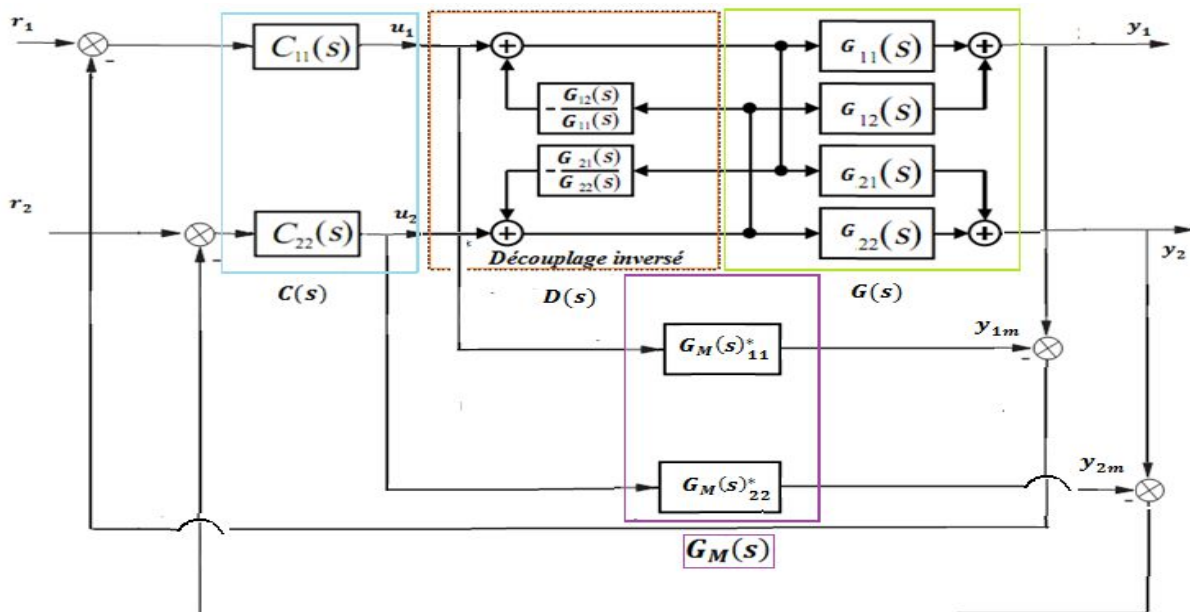 r₁
C₁₁(s)
u₁
G₁₁(s)
y₁
-
-G₁₂(s)/G₁₁(s)
G₁₂(s)
-G₂₁(s)/G₂₂(s)
G₂₁(s)
r₂
C₂₂(s)
u₂
G₂₂(s)
y₂
-
Découplage inversé
C(s)
D(s)
G(s)
G_M(s)*₁₁
y₁ₘ
-
G_M(s)*₂₂
y₂ₘ
-
G_M(s)